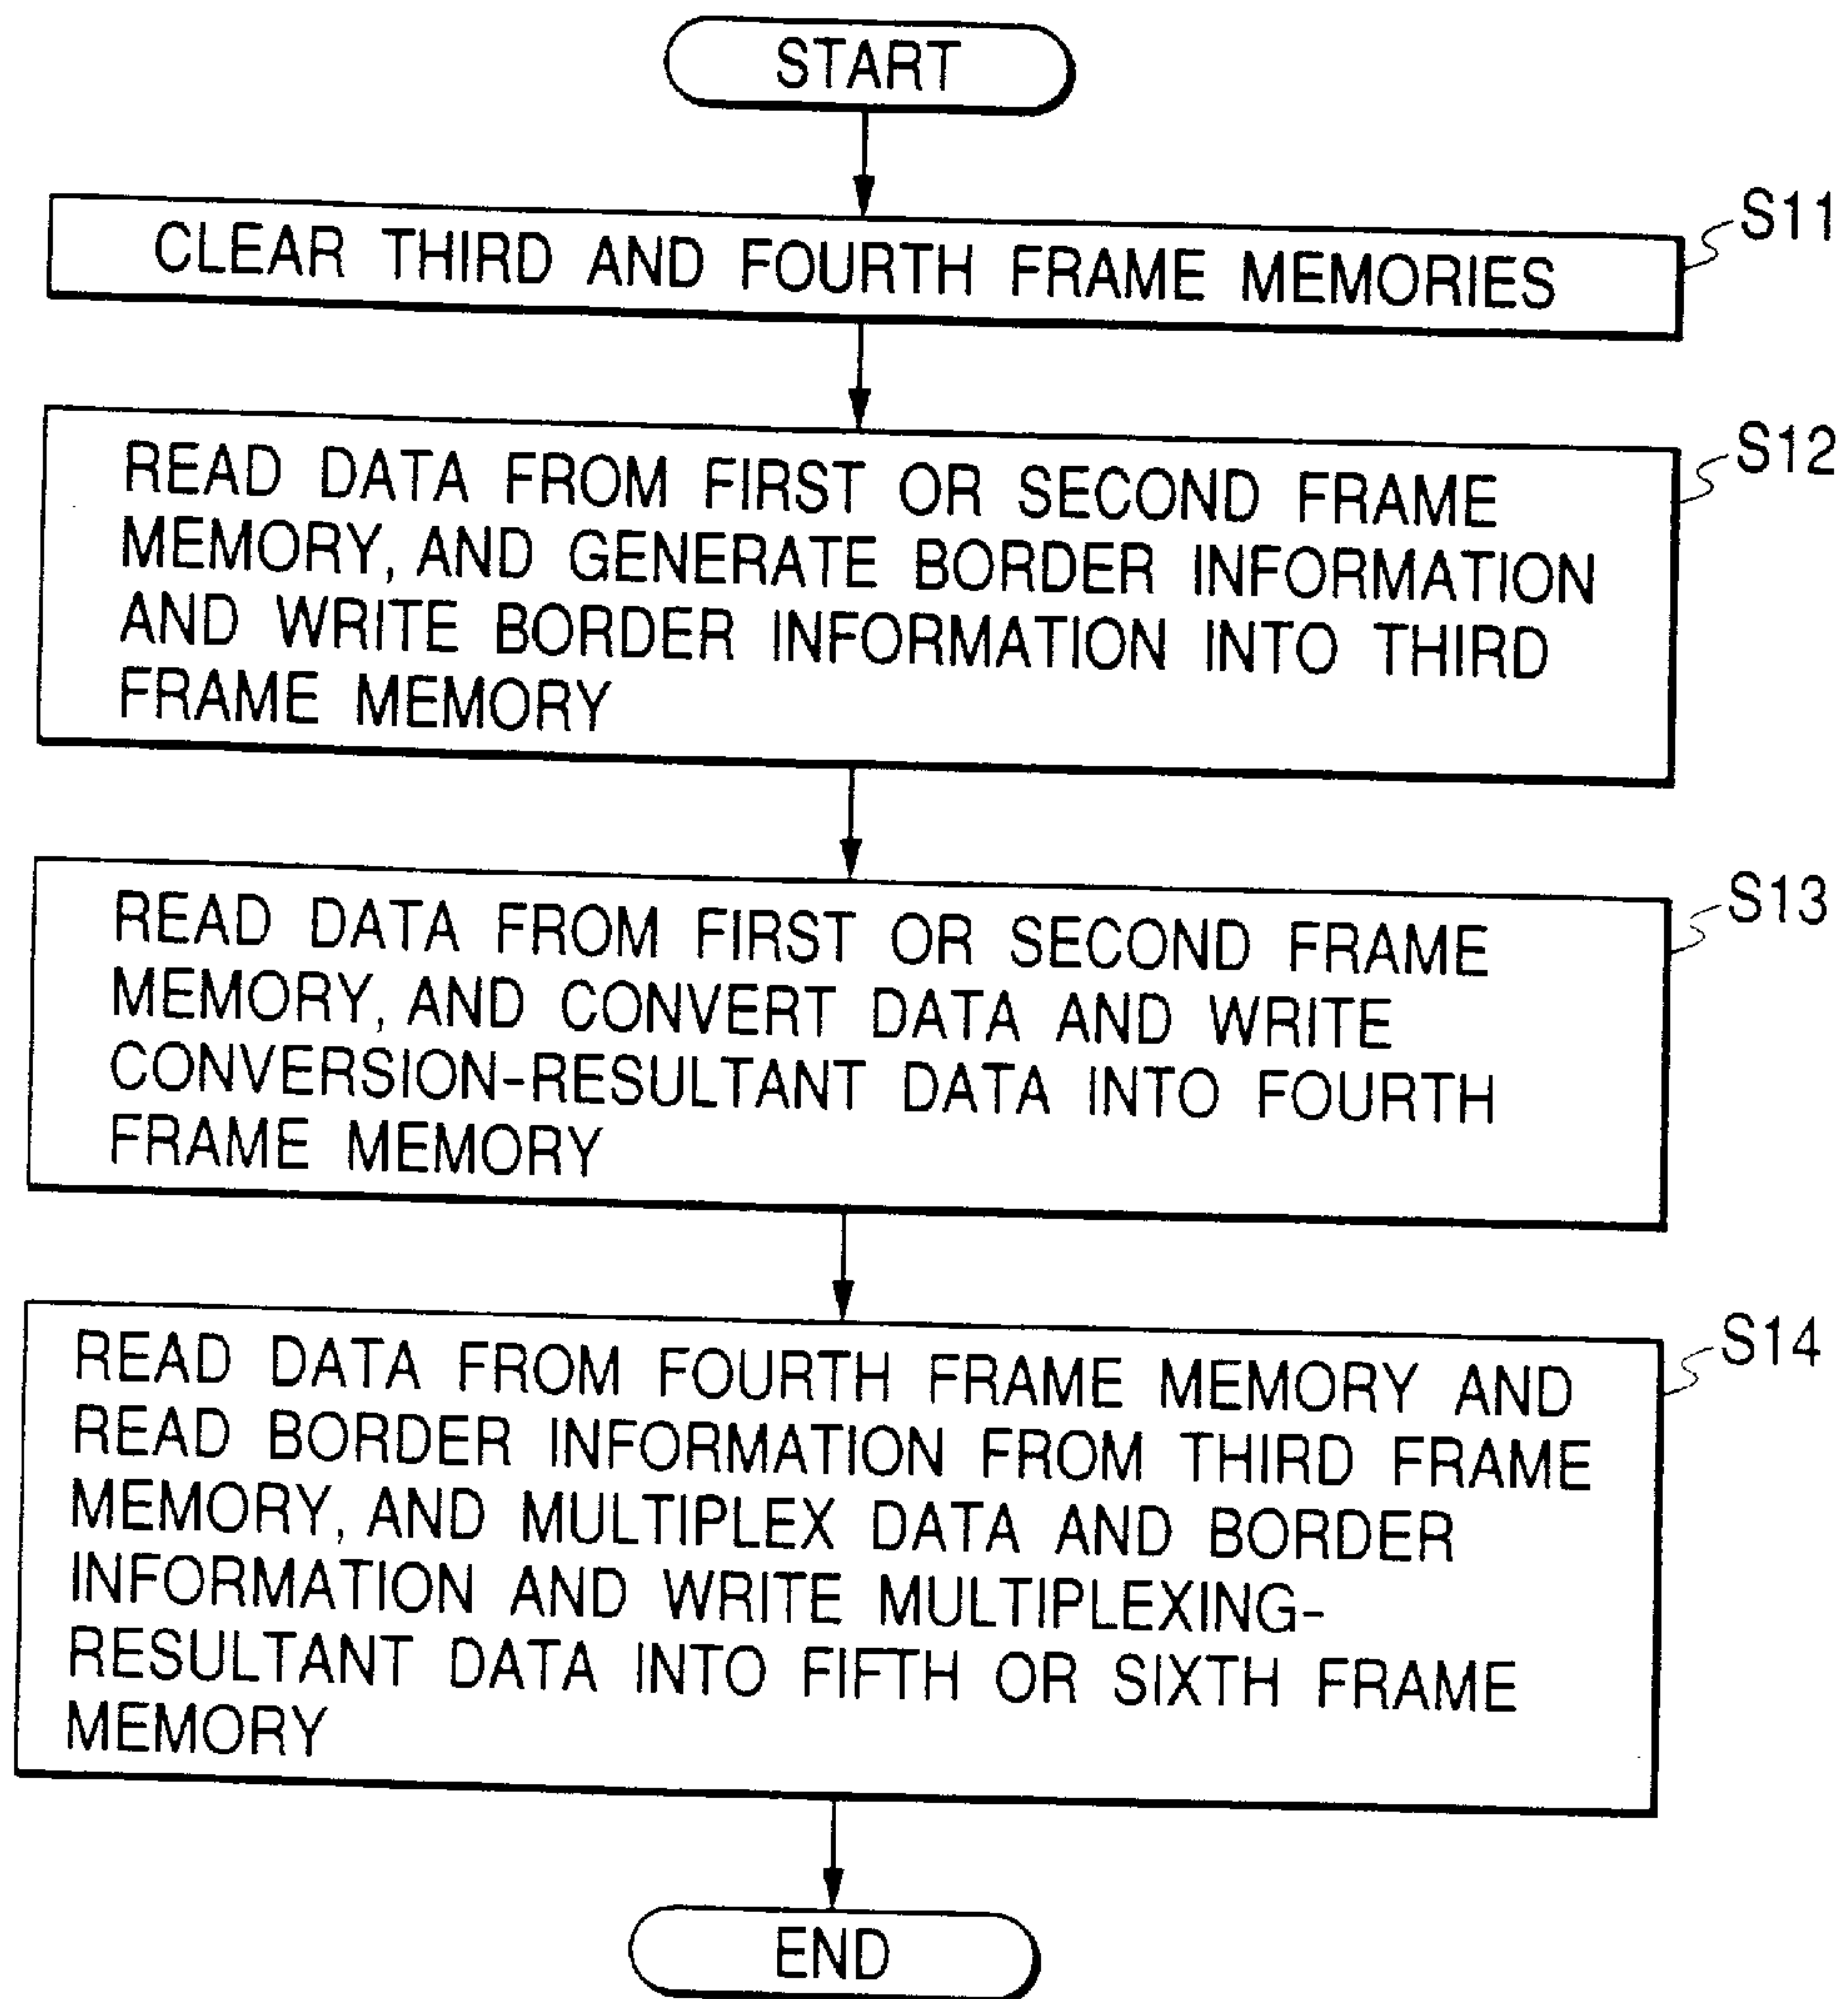 START
CLEAR THIRD AND FOURTH FRAME MEMORIES
S11
READ DATA FROM FIRST OR SECOND FRAME
MEMORY, AND GENERATE BORDER INFORMATION
AND WRITE BORDER INFORMATION INTO THIRD
FRAME MEMORY
S12
READ DATA FROM FIRST OR SECOND FRAME
MEMORY, AND CONVERT DATA AND WRITE
CONVERSION-RESULTANT DATA INTO FOURTH
FRAME MEMORY
S13
READ DATA FROM FOURTH FRAME MEMORY AND
READ BORDER INFORMATION FROM THIRD FRAME
MEMORY, AND MULTIPLEX DATA AND BORDER
INFORMATION AND WRITE MULTIPLEXING-
RESULTANT DATA INTO FIFTH OR SIXTH FRAME
MEMORY
S14
END